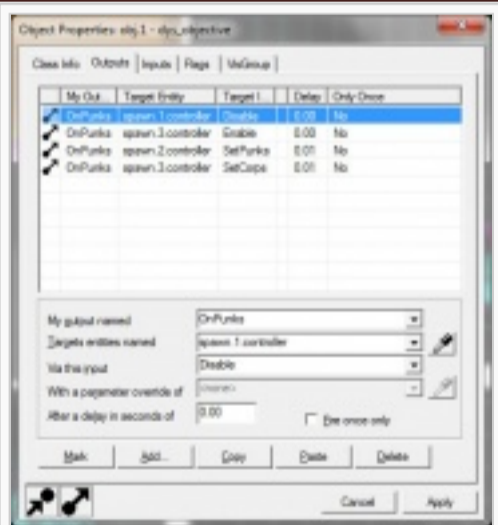 Object Properties: obj.1 - dys_objective
Class Info Outputs Inputs Flags VisGroup
My Out... Target Entity Target I... Delay Only Once
OnPunks spawn.1.controller Disable 0.00 No
OnPunks spawn.3.controller Enable 0.00 No
OnPunks spawn.2.controller SetPunks 0.01 No
OnPunks spawn.3.controller SetCorps 0.01 No
My output named OnPunks
Targets entities named spawn.1.controller
Via this input Disable
With a parameter override of <none>
After a delay in seconds of 0.00 Fire once only
Mark Add... Copy Paste Delete
Cancel Apply